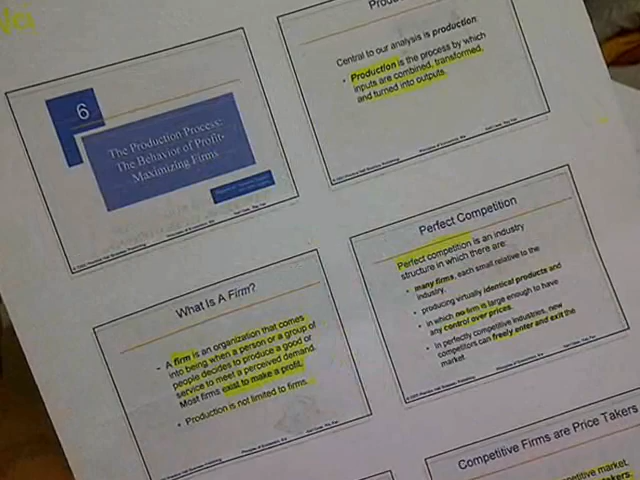 No
6
The Production Process:
The Behavior of Profit-
Maximizing Firms
Central to our analysis is production:
• Production is the process by which
inputs are combined, transformed,
and turned into outputs.
What Is A Firm?
A firm is an organization that comes
into being when a person or a group of
people decides to produce a good or
service to meet a perceived demand.
Most firms exist to make a profit.
• Production is not limited to firms.
Perfect Competition
Perfect competition is an industry
structure in which there are:
• many firms, each small relative to the
industry,
• producing virtually identical products and
• in which no firm is large enough to have
any control over prices.
• In perfectly competitive industries, new
competitors can freely enter and exit the
market.
Competitive Firms are Price Takers